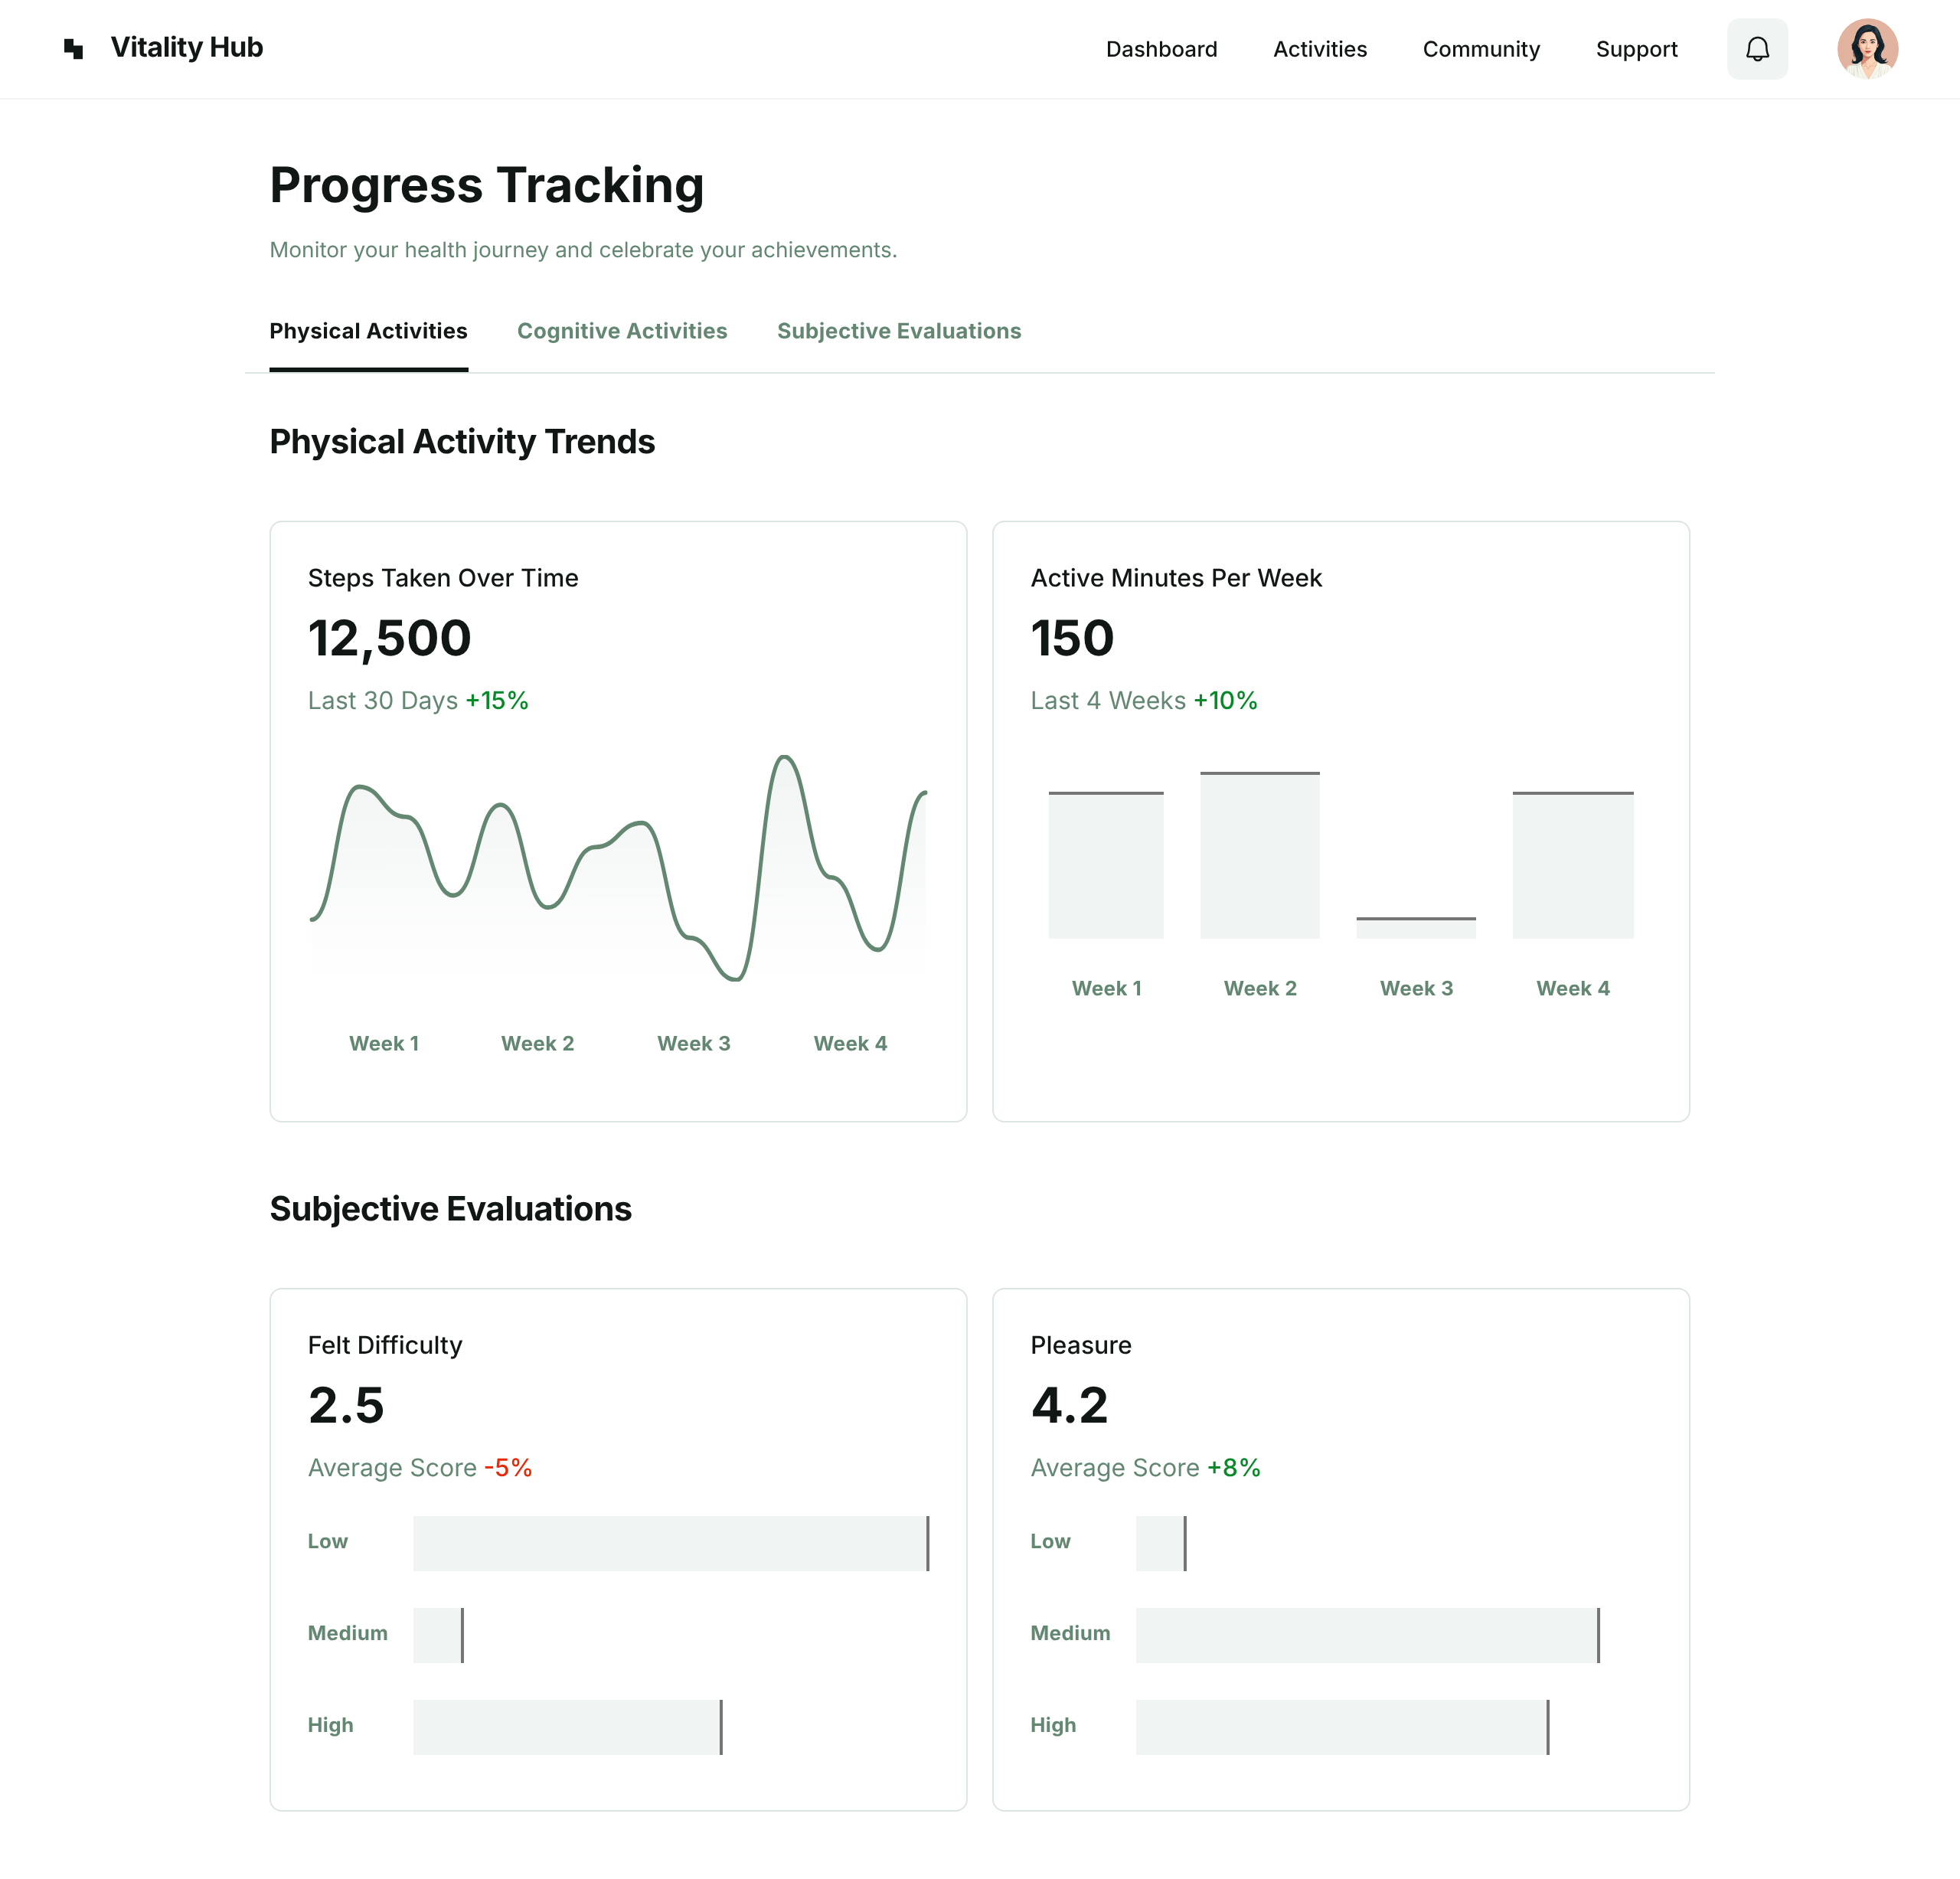 Vitality Hub
Dashboard
Activities
Community
Support
Progress Tracking
Monitor your health journey and celebrate your achievements.
Physical Activities
Cognitive Activities
Subjective Evaluations
Physical Activity Trends
Steps Taken Over Time
12,500
Last 30 Days +15%
Week 1
Week 2
Week 3
Week 4
Active Minutes Per Week
150
Last 4 Weeks +10%
Week 1
Week 2
Week 3
Week 4
Subjective Evaluations
Felt Difficulty
2.5
Average Score -5%
Low
Medium
High
Pleasure
4.2
Average Score +8%
Low
Medium
High